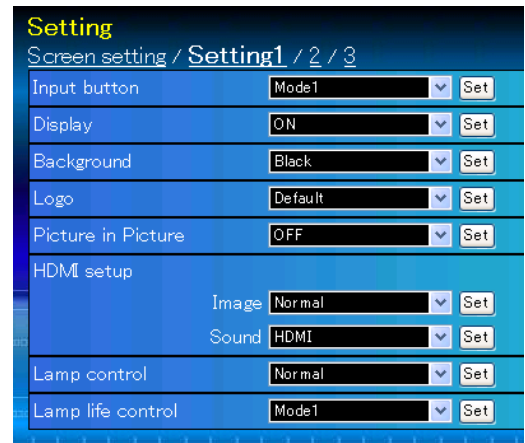 Setting
Screen setting / Setting1 / 2 / 3
Input button Mode1 Set
Display ON Set
Background Black Set
Logo Default Set
Picture in Picture OFF Set
HDMI setup
Image Normal Set
Sound HDMI Set
Lamp control Normal Set
Lamp life control Mode1 Set